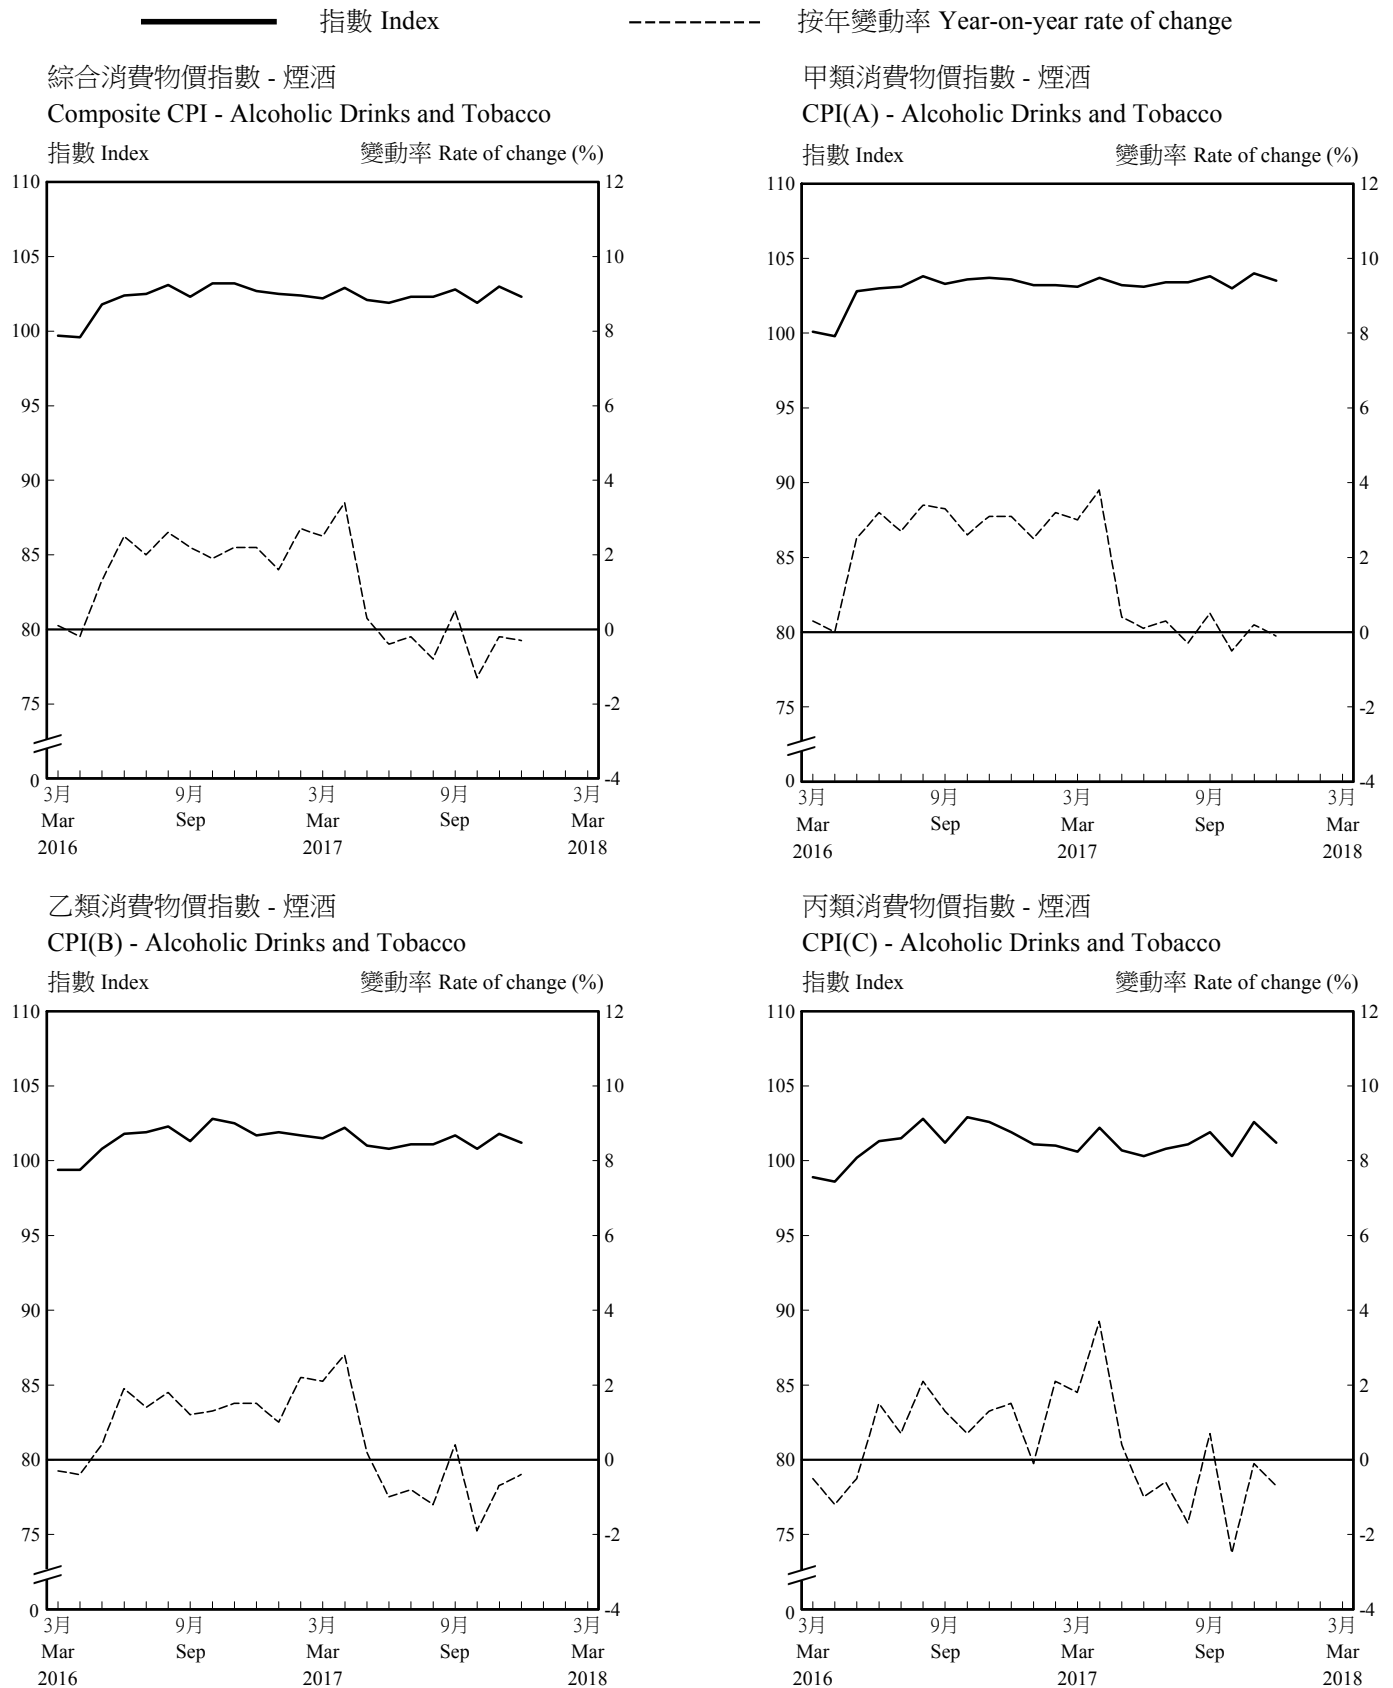 指數 Index
按年變動率 Year-on-year rate of change
綜合消費物價指數 - 煙酒
Composite CPI - Alcoholic Drinks and Tobacco
指數 Index
變動率 Rate of change (%)
110
105
100
95
90
85
80
75
0
12
10
8
6
4
2
0
-2
-4
3月
Mar
2016
9月
Sep
3月
Mar
2017
9月
Sep
3月
Mar
2018
甲類消費物價指數 - 煙酒
CPI(A) - Alcoholic Drinks and Tobacco
指數 Index
變動率 Rate of change (%)
110
105
100
95
90
85
80
75
0
12
10
8
6
4
2
0
-2
-4
3月
Mar
2016
9月
Sep
3月
Mar
2017
9月
Sep
3月
Mar
2018
乙類消費物價指數 - 煙酒
CPI(B) - Alcoholic Drinks and Tobacco
指數 Index
變動率 Rate of change (%)
110
105
100
95
90
85
80
75
0
12
10
8
6
4
2
0
-2
-4
3月
Mar
2016
9月
Sep
3月
Mar
2017
9月
Sep
3月
Mar
2018
丙類消費物價指數 - 煙酒
CPI(C) - Alcoholic Drinks and Tobacco
指數 Index
變動率 Rate of change (%)
110
105
100
95
90
85
80
75
0
12
10
8
6
4
2
0
-2
-4
3月
Mar
2016
9月
Sep
3月
Mar
2017
9月
Sep
3月
Mar
2018